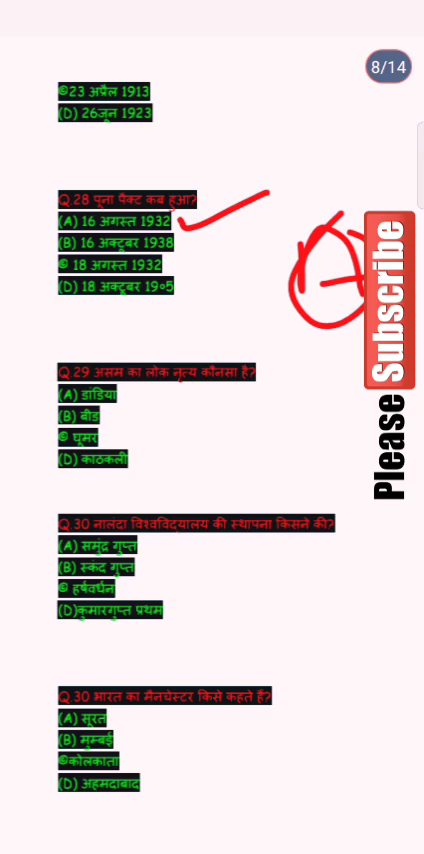 8/14
©23 अप्रैल 1913
(D) 26जून 1923
Q.28 पूना पैक्ट कब हुआ?
(A) 16 अगस्त 1932
(B) 16 अक्टूबर 1938
© 18 अगस्त 1932
(D) 18 अक्टूबर 19०5
A
Please Subscribe
Q.29 असम का लोक नृत्य कौनसा है?
(A) डांडिया
(B) बीड
© घूमर
(D) काठकली
Q.30 नालंदा विश्वविद्यालय की स्थापना किसने की?
(A) समुंद्र गुप्त
(B) स्कंद गुप्त
© हर्षवर्धन
(D)कुमारगुप्त प्रथम
Q.30 भारत का मैनचेस्टर किसे कहते हैं?
(A) सूरत
(B) मुम्बई
©कोलकाता
(D) अहमदाबाद